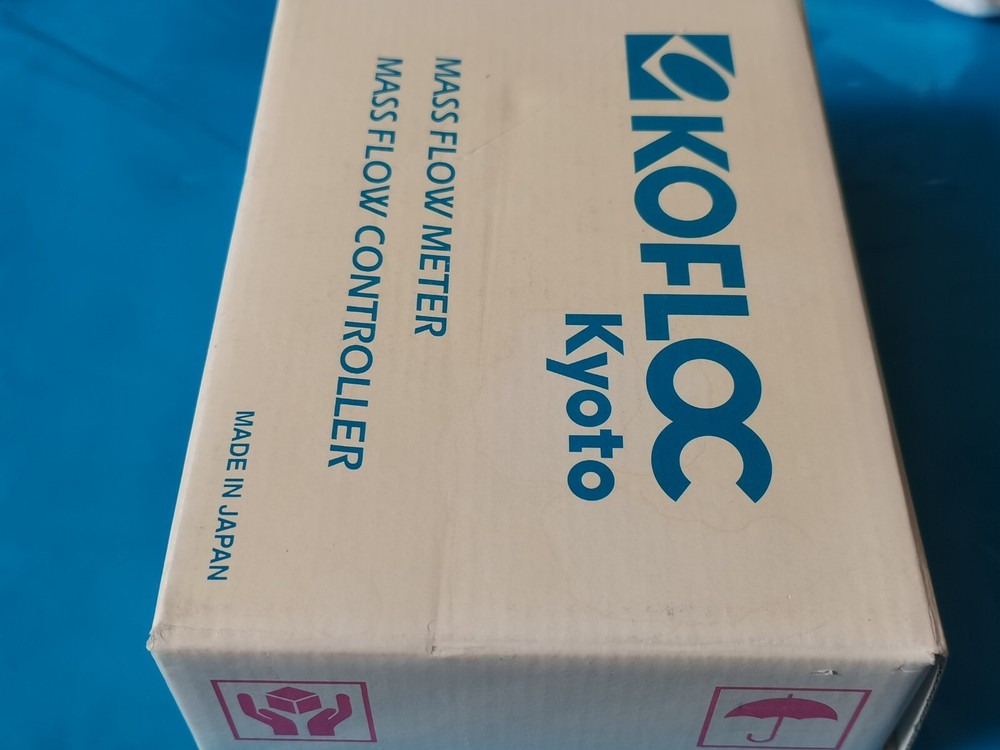 KOFLOC
Kyoto
MASS FLOW METER
MASS FLOW CONTROLLER
MADE IN JAPAN